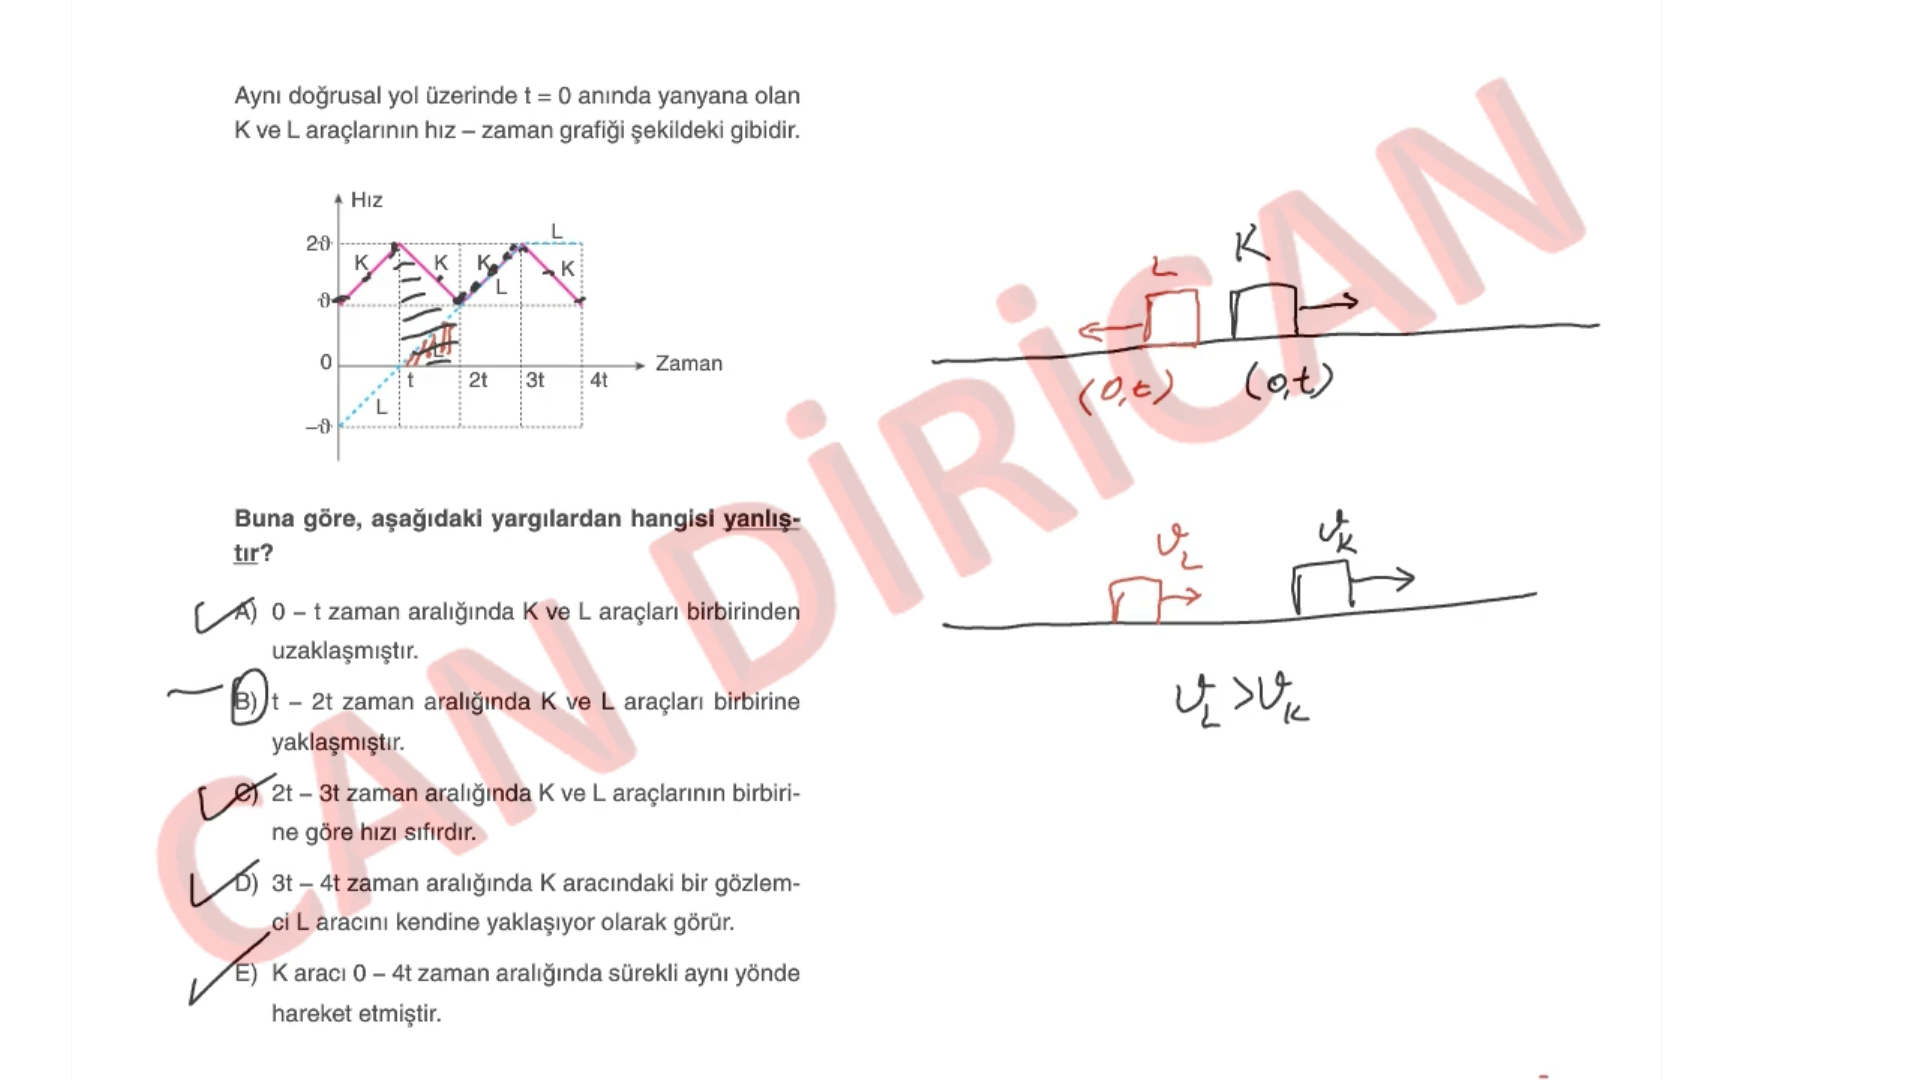 Aynı doğrusal yol üzerinde t = 0 anında yanyana olan
K ve L araçlarının hız – zaman grafiği şekildeki gibidir.
Hız
2ϑ
K
K
K
L
L
K
ϑ
L
0
t
2t
3t
4t
Zaman
–ϑ
L
Buna göre, aşağıdaki yargılardan hangisi yanlış-
tır?
A) 0 – t zaman aralığında K ve L araçları birbirinden
uzaklaşmıştır.
B) t – 2t zaman aralığında K ve L araçları birbirine
yaklaşmıştır.
C) 2t – 3t zaman aralığında K ve L araçlarının birbiri-
ne göre hızı sıfırdır.
D) 3t – 4t zaman aralığında K aracındaki bir gözlem-
ci L aracını kendine yaklaşıyor olarak görür.
E) K aracı 0 – 4t zaman aralığında sürekli aynı yönde
hareket etmiştir.
L K
(0,t) (0,t)
ϑL ϑK
ϑL > ϑK
CAN DİRİCAN